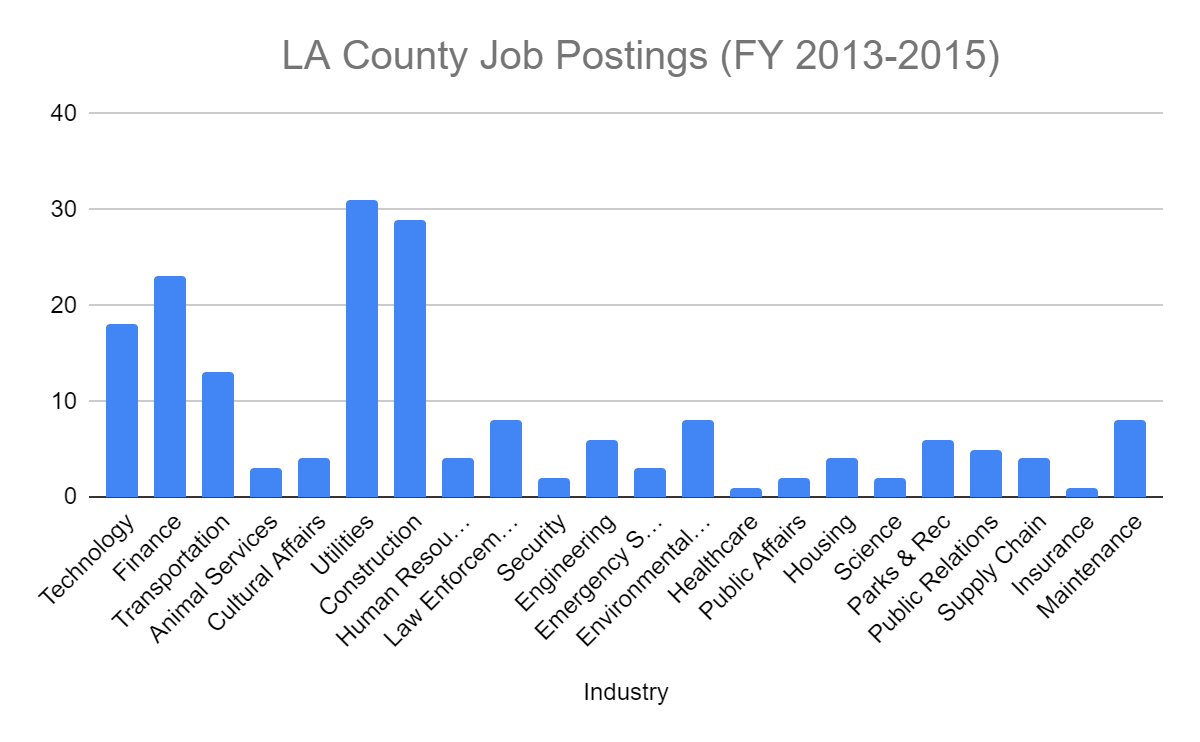 LA County Job Postings (FY 2013-2015)
40
30
20
10
0
Technology
Finance
Transportation
Animal Services
Cultural Affairs
Utilities
Construction
Human Resou…
Law Enforcem…
Security
Engineering
Emergency S…
Environmental…
Healthcare
Public Affairs
Housing
Science
Parks & Rec
Public Relations
Supply Chain
Insurance
Maintenance
Industry